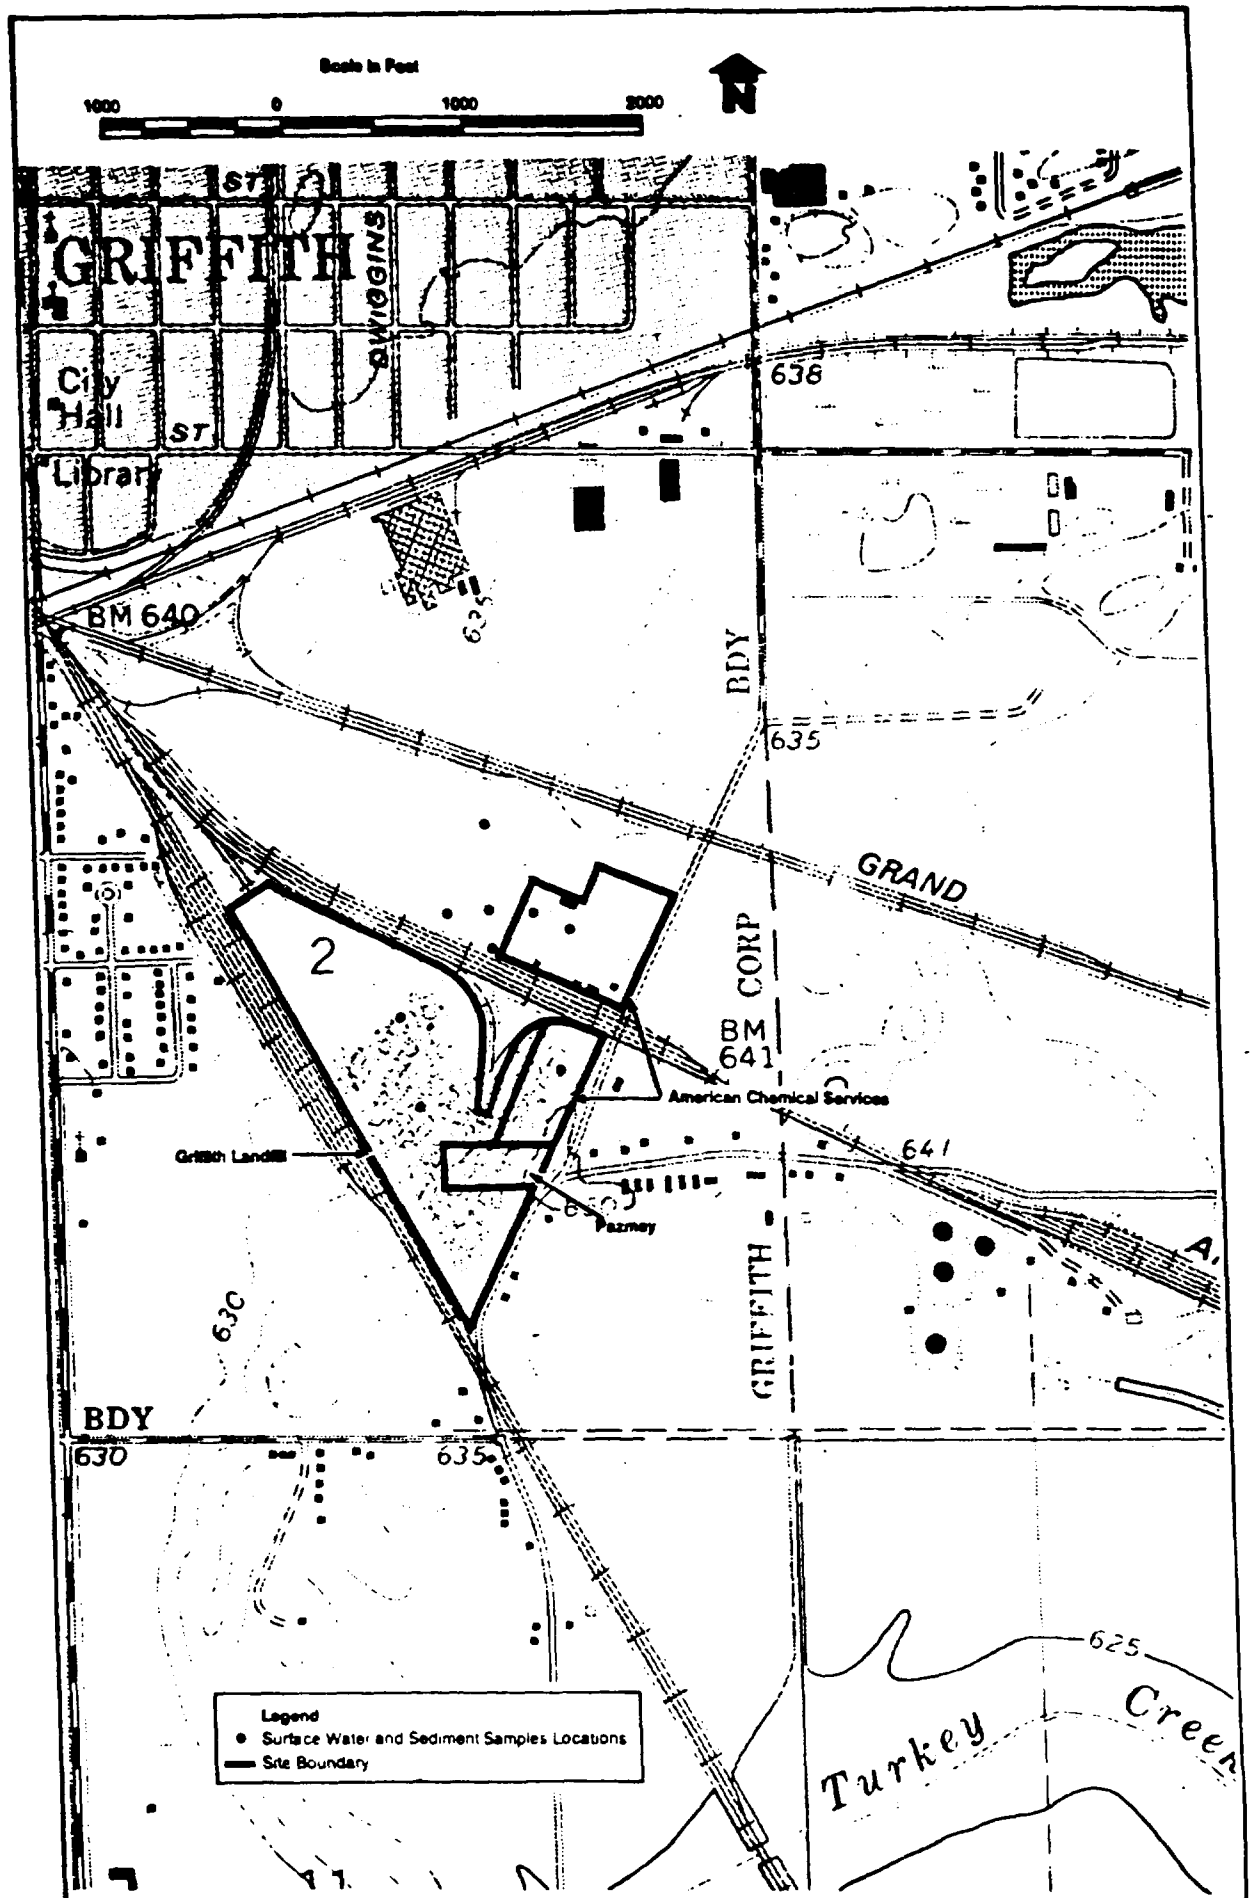 Scale in Feet
1000 0 1000 2000
N
ST
GRIFFITH
DWIGGINS
City
Hall
638
ST
Library
BM 640
635
BDY
635
GRAND
2
CORP
BM
641
American Chemical Services
641
Griffith Landfill
650
Pazmey
A.
GRIFFITH
630
BDY
630
635
625
Turkey Creek
Legend
Surface Water and Sediment Samples Locations
Site Boundary